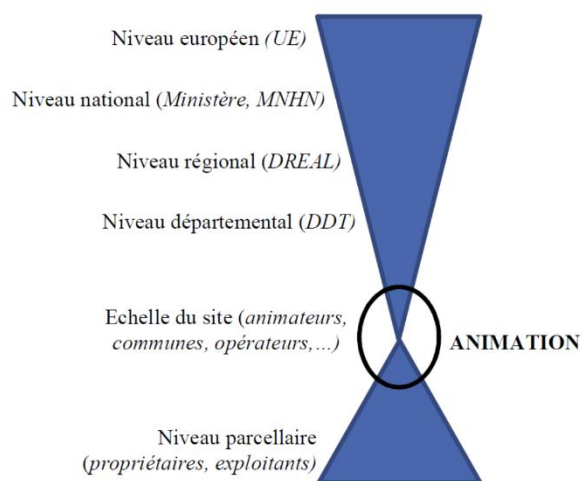 Niveau européen (UE)
Niveau national (Ministère, MNHN)
Niveau régional (DREAL)
Niveau départemental (DDT)
Echelle du site (animateurs,
communes, opérateurs,…)
ANIMATION
Niveau parcellaire
(propriétaires, exploitants)